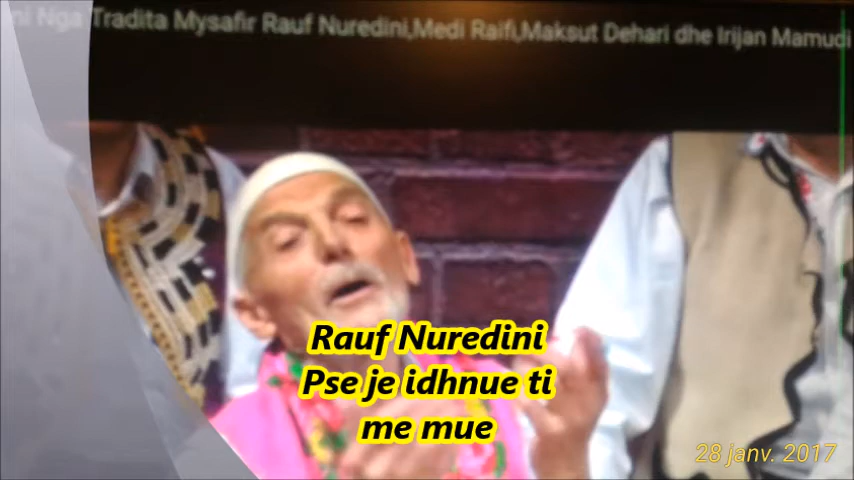 Nga Tradita Mysafir Rauf Nuredini,Medi Raifi,Maksut Dehari dhe Irijan Mamudi
Rauf Nuredini
Pse je idhnue ti
me mue
28 janv. 2017